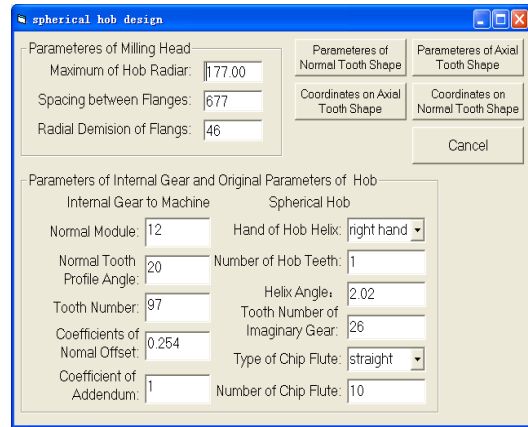 spherical hob design
Parameteres of Milling Head
Maximum of Hob Radiar: 177.00
Spacing between Flanges: 677
Radial Demision of Flangs: 46
Parameteres of
Normal Tooth Shape
Parameteres of Axial
Tooth Shape
Coordinates on Axial
Tooth Shape
Coordinates on
Normal Tooth Shape
Cancel
Parameters of Internal Gear and Original Parameters of Hob
Internal Gear to Machine
Normal Module: 12
Normal Tooth
Profile Angle: 20
Tooth Number: 97
Coefficients of
Nomal Offset: 0.254
Coefficient of
Addendum: 1
Spherical Hob
Hand of Hob Helix: right hand
Number of Hob Teeth: 1
Helix Angle: 2.02
Tooth Number of
Imaginary Gear: 26
Type of Chip Flute: straight
Number of Chip Flute: 10